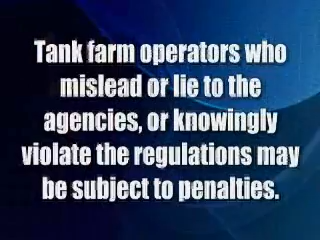 Tank farm operators who
mislead or lie to the
agencies, or knowingly
violate the regulations may
be subject to penalties.